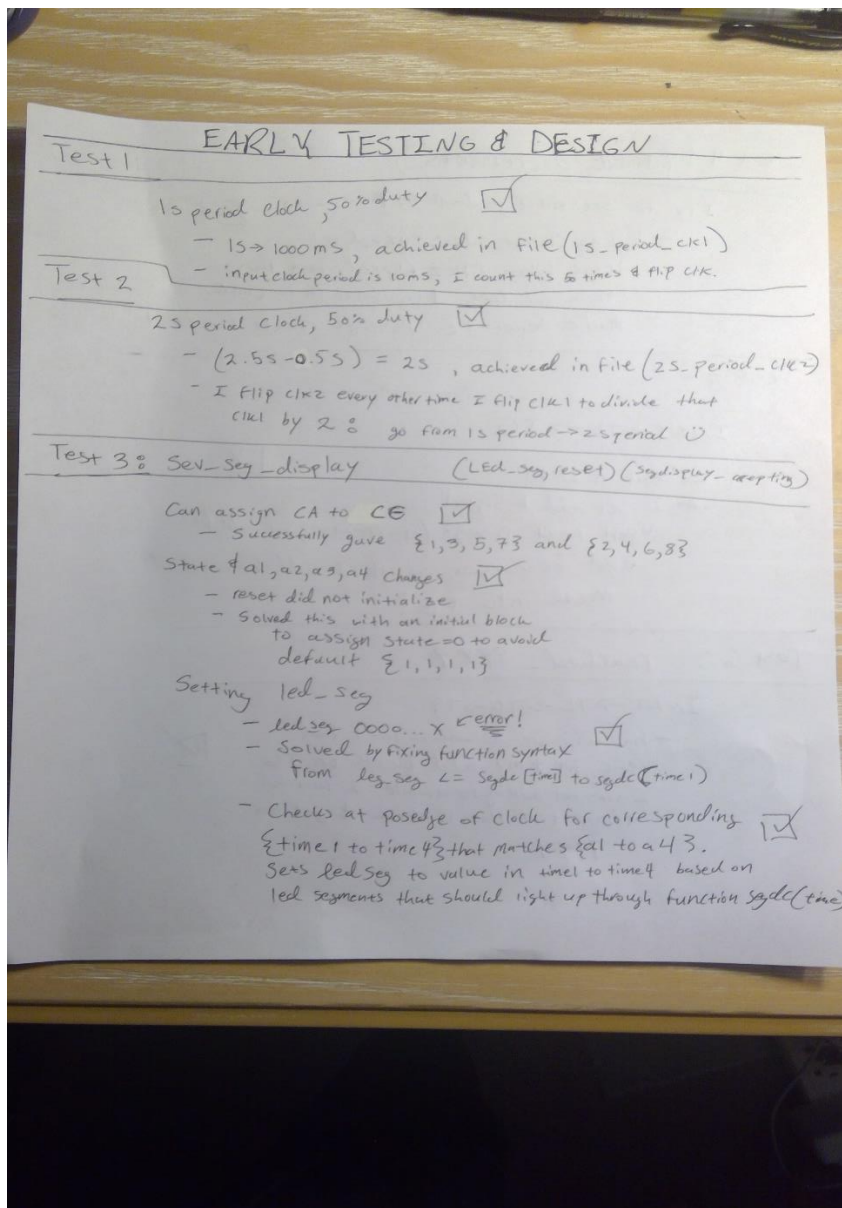 EARLY TESTING & DESIGN
Test 1
1s period clock, 50% duty
- 1s → 1000ms, achieved in file (1s_period_clk1)
- input clock period is 10ms, I count this 50 times & flip clk.
Test 2
2s period clock, 50% duty
- (2.5s-0.5s) = 2s , achieved in file (2s_period_clk2)
- I flip clk2 every other time I flip clk1 to divide that
clk1 by 2 : go from 1s period → 2s period
Test 3: Sev_Seg_display (LEd_seg, reset) (segdisplay_
Can assign CA to
- Successfully gave {1,3,5,7} and {2,4,6,8}
State & a1, a2, a3, a4 changes
- reset did not initialize
- Solved this with an initial block
to assign state=0 to avoid
default {1,1,1,1}
Setting led_seg
- led seg 0000... X ← error!
- Solved by fixing function syntax
from leg_seg <= Segdc [time1] to segdc(time1)
- Checks at posedge of clock for corresponding
{time1 to time4} that matches {a1 to a4}.
Sets led seg to value in time1 to time4 based on
led segments that should light up through function segdc(time)